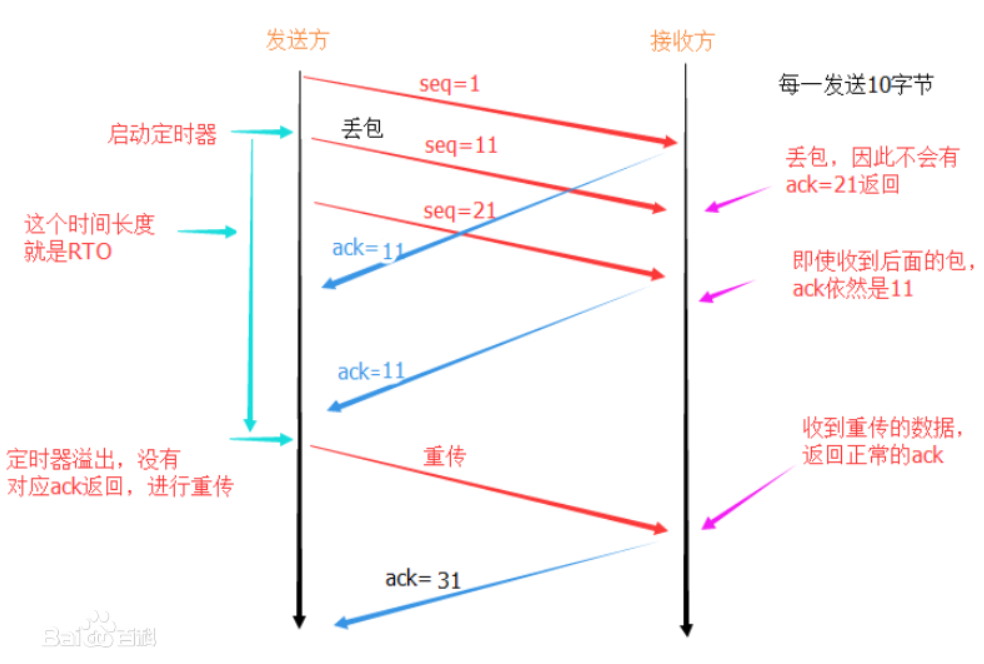 发送方
接收方
seq=1
每一发送10字节
启动定时器
丢包
seq=11
丢包，因此不会有
ack=21返回
这个时间长度
就是RTO
seq=21
ack=11
即使收到后面的包，
ack依然是11
ack=11
收到重传的数据，
返回正常的ack
定时器溢出，没有
对应ack返回，进行重传
重传
ack=31
Bai百科